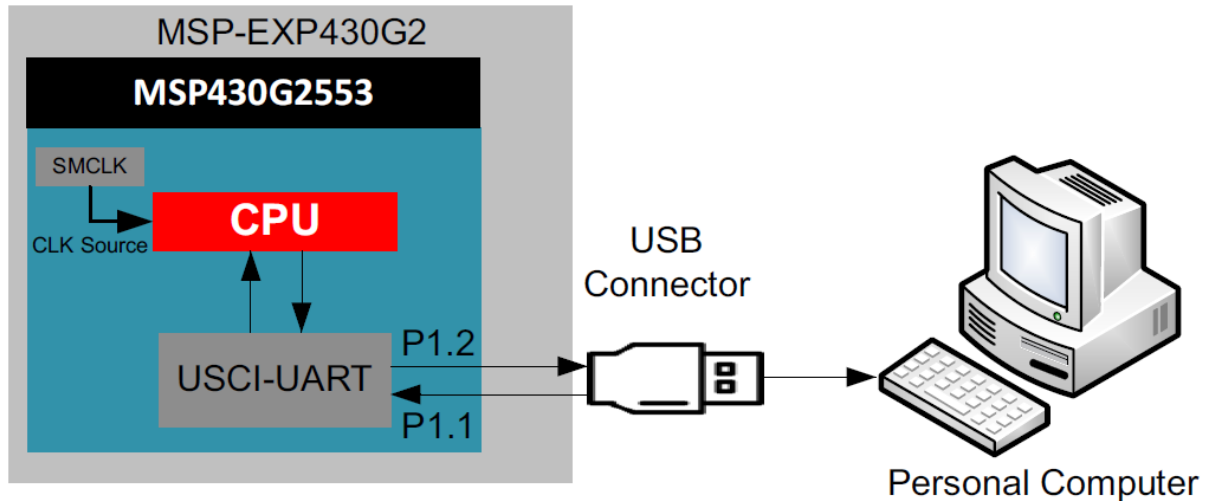 MSP-EXP430G2
MSP430G2553
SMCLK
CPU
CLK Source
USB
Connector
P1.2
USCI-UART
P1.1
Personal Computer